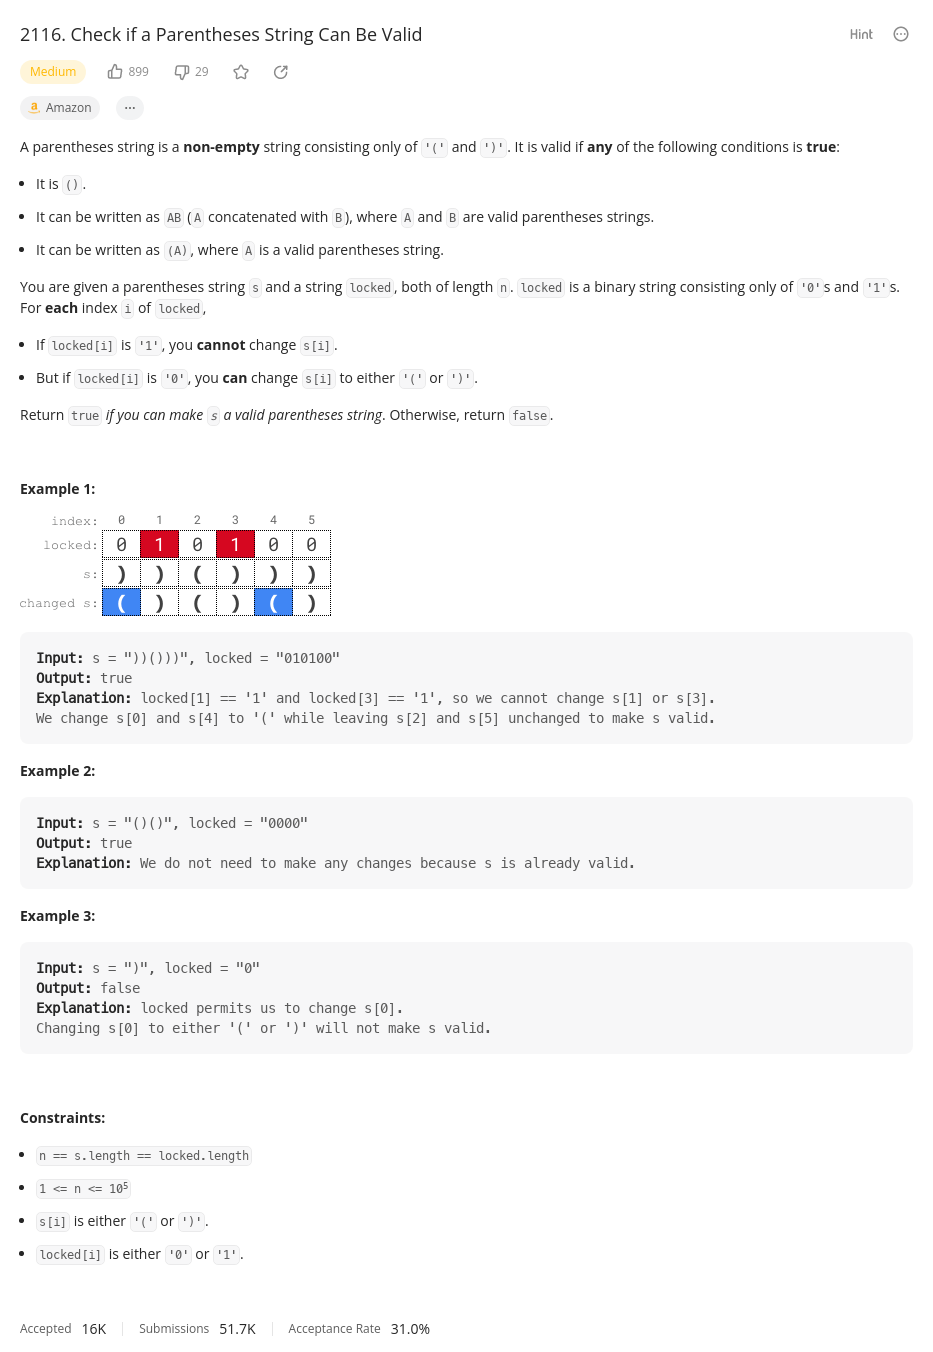 2116. Check if a Parentheses String Can Be Valid
Hint
Medium 899 29
Amazon ...
A parentheses string is a non-empty string consisting only of '(' and ')'. It is valid if any of the following conditions is true:
It is ().
It can be written as AB (A concatenated with B), where A and B are valid parentheses strings.
It can be written as (A), where A is a valid parentheses string.
You are given a parentheses string s and a string locked, both of length n. locked is a binary string consisting only of '0's and '1's.
For each index i of locked,
If locked[i] is '1', you cannot change s[i].
But if locked[i] is '0', you can change s[i] to either '(' or ')'.
Return true if you can make s a valid parentheses string. Otherwise, return false.
Example 1:
index: 0 1 2 3 4 5
locked: 0 1 0 1 0 0
s: ) ) ( ) ) )
changed s: ( ) ( ) ( )
Input: s = "))()))", locked = "010100"
Output: true
Explanation: locked[1] == '1' and locked[3] == '1', so we cannot change s[1] or s[3].
We change s[0] and s[4] to '(' while leaving s[2] and s[5] unchanged to make s valid.
Example 2:
Input: s = "()()", locked = "0000"
Output: true
Explanation: We do not need to make any changes because s is already valid.
Example 3:
Input: s = ")", locked = "0"
Output: false
Explanation: locked permits us to change s[0].
Changing s[0] to either '(' or ')' will not make s valid.
Constraints:
n == s.length == locked.length
1 <= n <= 10⁵
s[i] is either '(' or ')'.
locked[i] is either '0' or '1'.
Accepted 16K Submissions 51.7K Acceptance Rate 31.0%